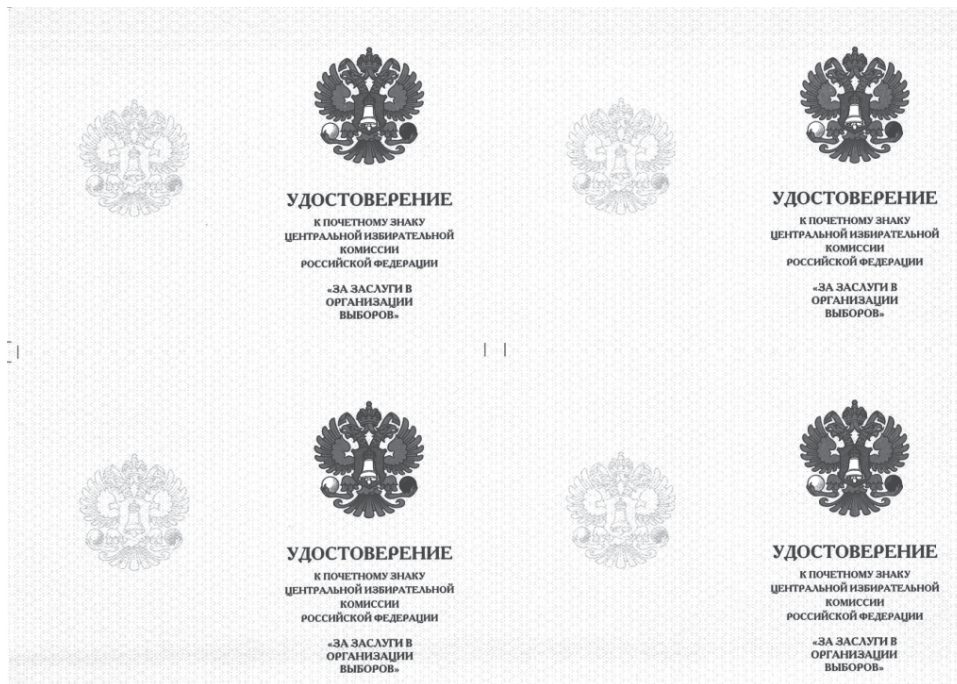 УДОСТОВЕРЕНИЕ
К ПОЧЕТНОМУ ЗНАКУ
ЦЕНТРАЛЬНОЙ ИЗБИРАТЕЛЬНОЙ
КОМИССИИ
РОССИЙСКОЙ ФЕДЕРАЦИИ
«ЗА ЗАСЛУГИ В
ОРГАНИЗАЦИИ
ВЫБОРОВ»
УДОСТОВЕРЕНИЕ
К ПОЧЕТНОМУ ЗНАКУ
ЦЕНТРАЛЬНОЙ ИЗБИРАТЕЛЬНОЙ
КОМИССИИ
РОССИЙСКОЙ ФЕДЕРАЦИИ
«ЗА ЗАСЛУГИ В
ОРГАНИЗАЦИИ
ВЫБОРОВ»
УДОСТОВЕРЕНИЕ
К ПОЧЕТНОМУ ЗНАКУ
ЦЕНТРАЛЬНОЙ ИЗБИРАТЕЛЬНОЙ
КОМИССИИ
РОССИЙСКОЙ ФЕДЕРАЦИИ
«ЗА ЗАСЛУГИ В
ОРГАНИЗАЦИИ
ВЫБОРОВ»
УДОСТОВЕРЕНИЕ
К ПОЧЕТНОМУ ЗНАКУ
ЦЕНТРАЛЬНОЙ ИЗБИРАТЕЛЬНОЙ
КОМИССИИ
РОССИЙСКОЙ ФЕДЕРАЦИИ
«ЗА ЗАСЛУГИ В
ОРГАНИЗАЦИИ
ВЫБОРОВ»